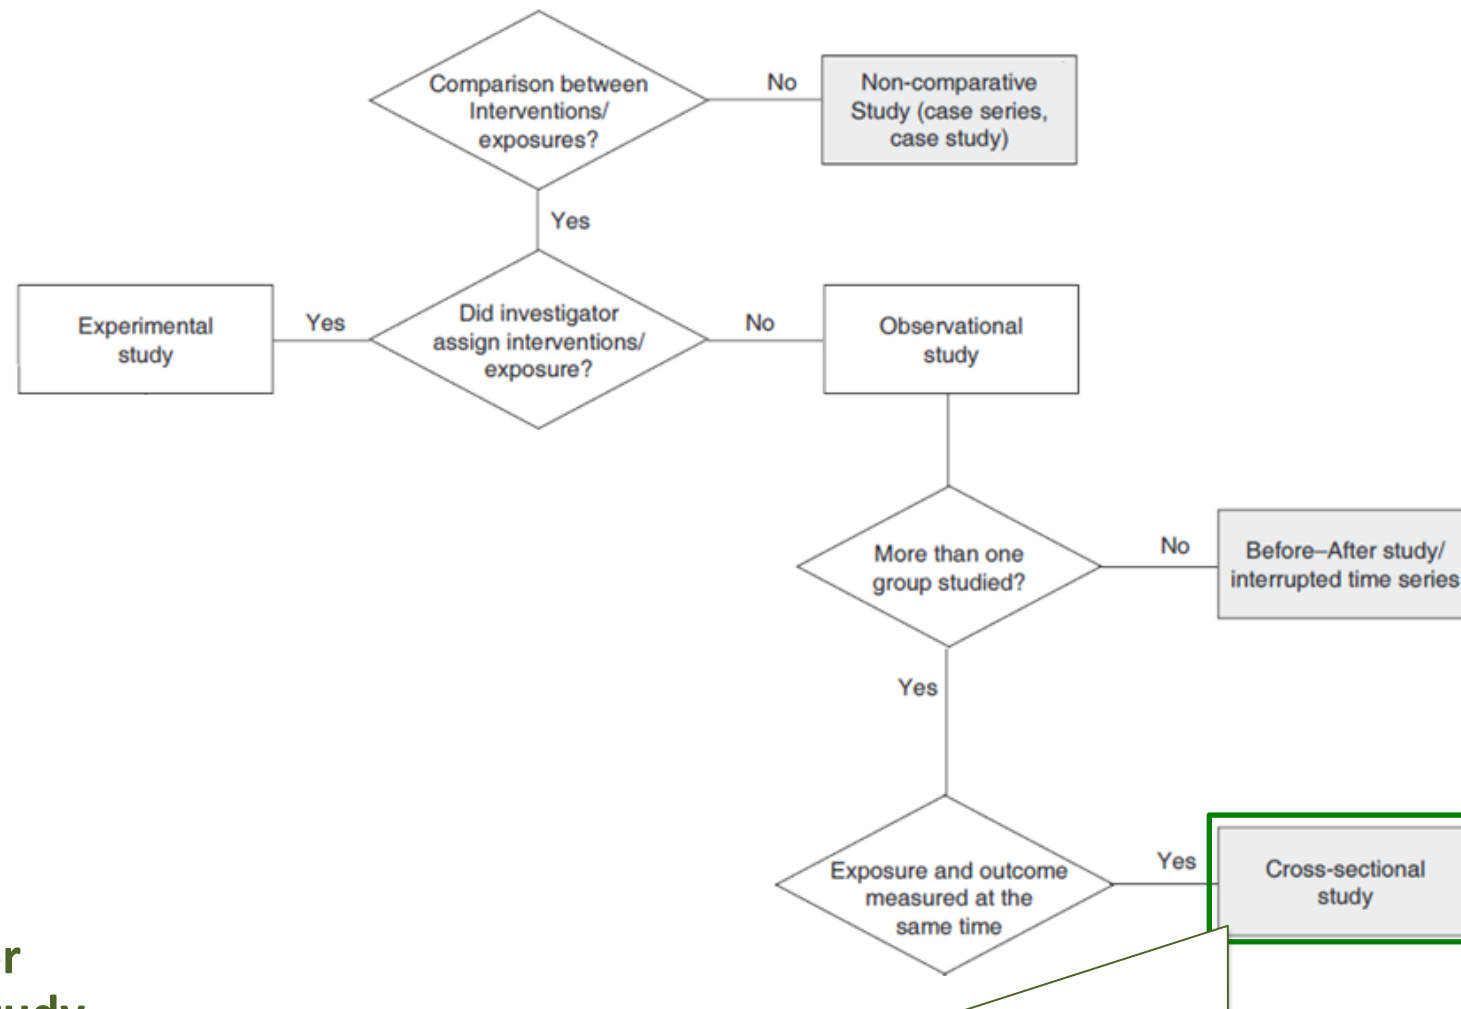 Comparison between
Interventions/
exposures?
No
Non-comparative
Study (case series,
case study)
Yes
Experimental
study
Yes
Did investigator
assign interventions/
exposure?
No
Observational
study
More than one
group studied?
No
Before–After study/
interrupted time series
Yes
Exposure and outcome
measured at the
same time
Yes
Cross-sectional
study